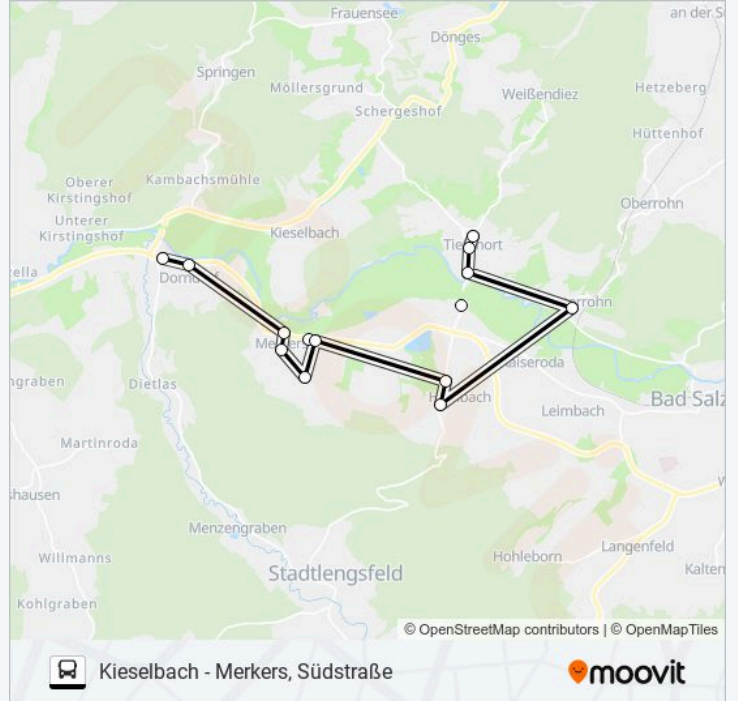 Frauensee
an der S
Dönges
Springen
Möllersgrund
Weißendiez
Hetzeberg
Schergeshof
Hüttenhof
Oberer
Kirstingshof
Kambachsmühle
Oberrohn
Unterer
Kirstingshof
Kieselbach
zella
Dorndorf
rrohn
Me
aiseroda
ngraben
Dietlas
bach
Bad Salz
Leimbach
Martinroda
shausen
Menzengraben
Willmanns
Hohleborn
Langenfeld
Stadtlengsfeld
Kalten
Kohlgraben
© OpenStreetMap contributors | © OpenMapTiles
Kieselbach - Merkers, Südstraße
moovit